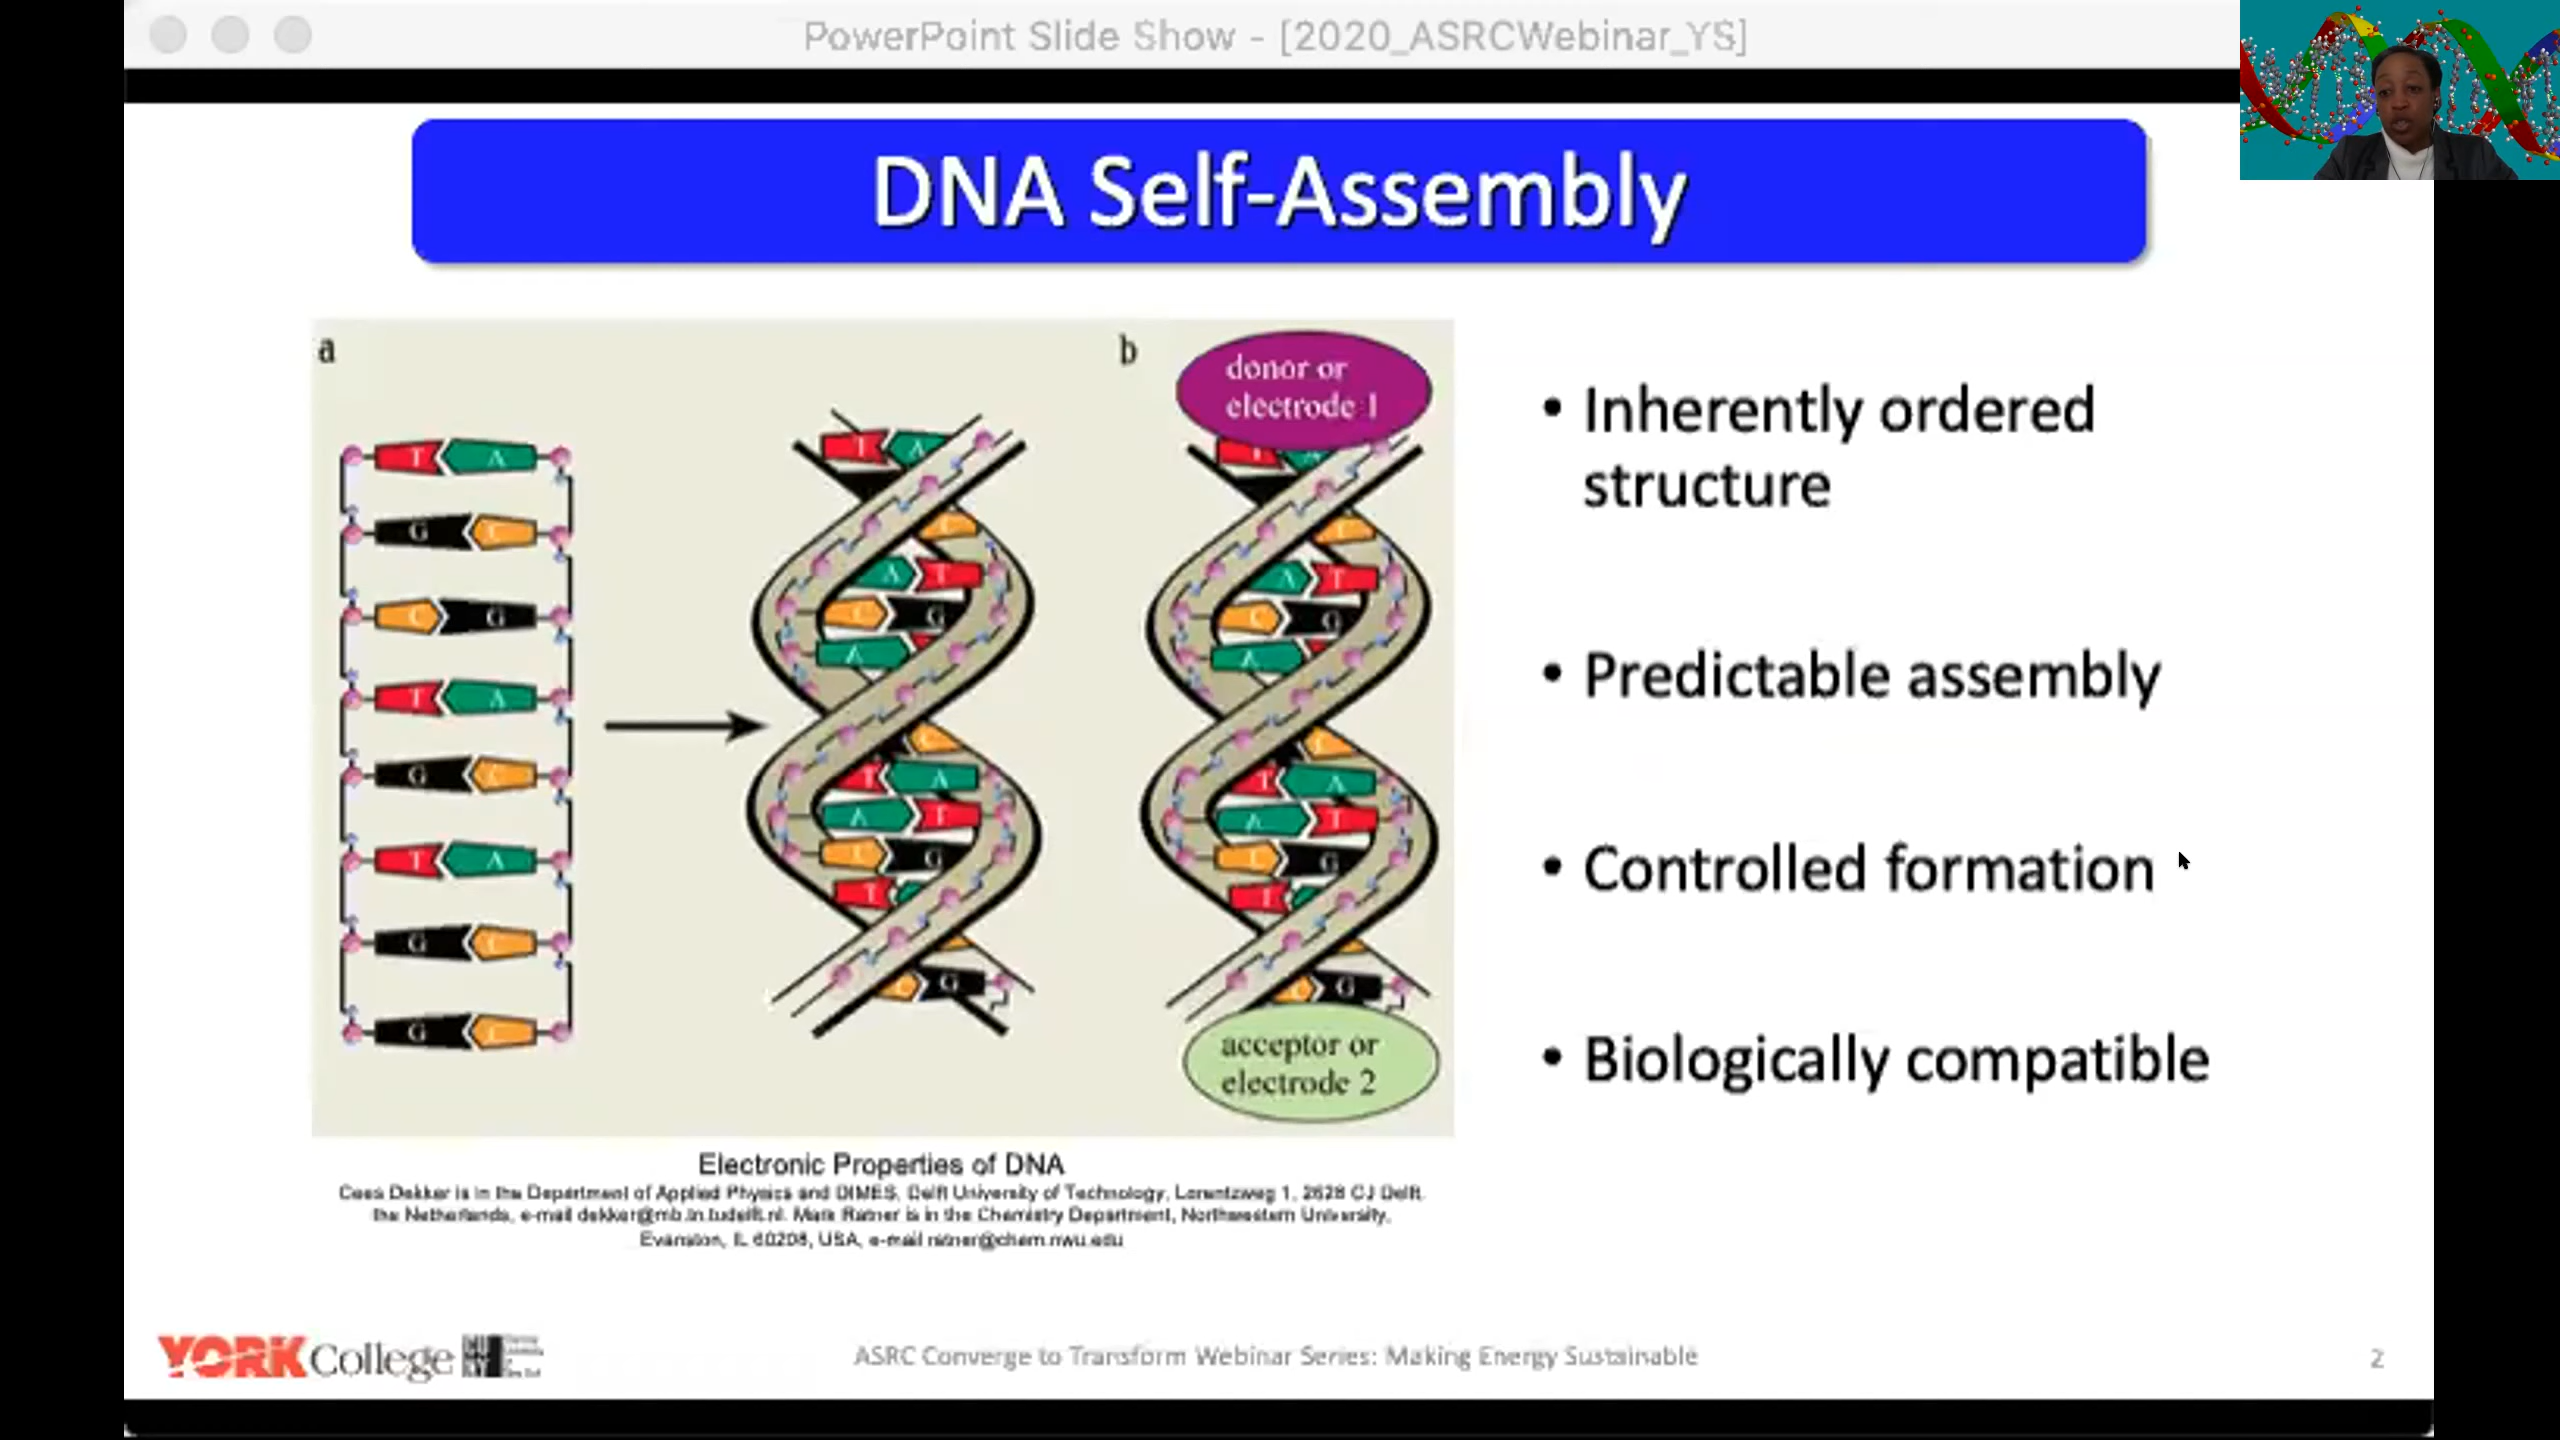 PowerPoint Slide Show - [2020_ASRCWebinar_YS]
DNA Self-Assembly
a
b
donor or
electrode 1
T A
G C
C G
T A
G C
T A
G C
G C
T A
C
A T
C G
A
C
T A
A T
C G
T
C G
T A
C
A T
C G
A
C
T A
A T
C G
T
C G
acceptor or
electrode 2
• Inherently ordered
structure
• Predictable assembly
• Controlled formation
• Biologically compatible
Electronic Properties of DNA
Cees Dekker is in the Department of Applied Physics and DIMES, Delft University of Technology, Lorentzweg 1, 2628 CJ Delft,
the Netherlands, e-mail dekker@mb.tn.tudelft.nl. Mark Ratner is in the Chemistry Department, Northwestern University,
Evanston, IL 60208, USA, e-mail ratner@chem.nwu.edu
YORK College
ASRC Converge to Transform Webinar Series: Making Energy Sustainable
2